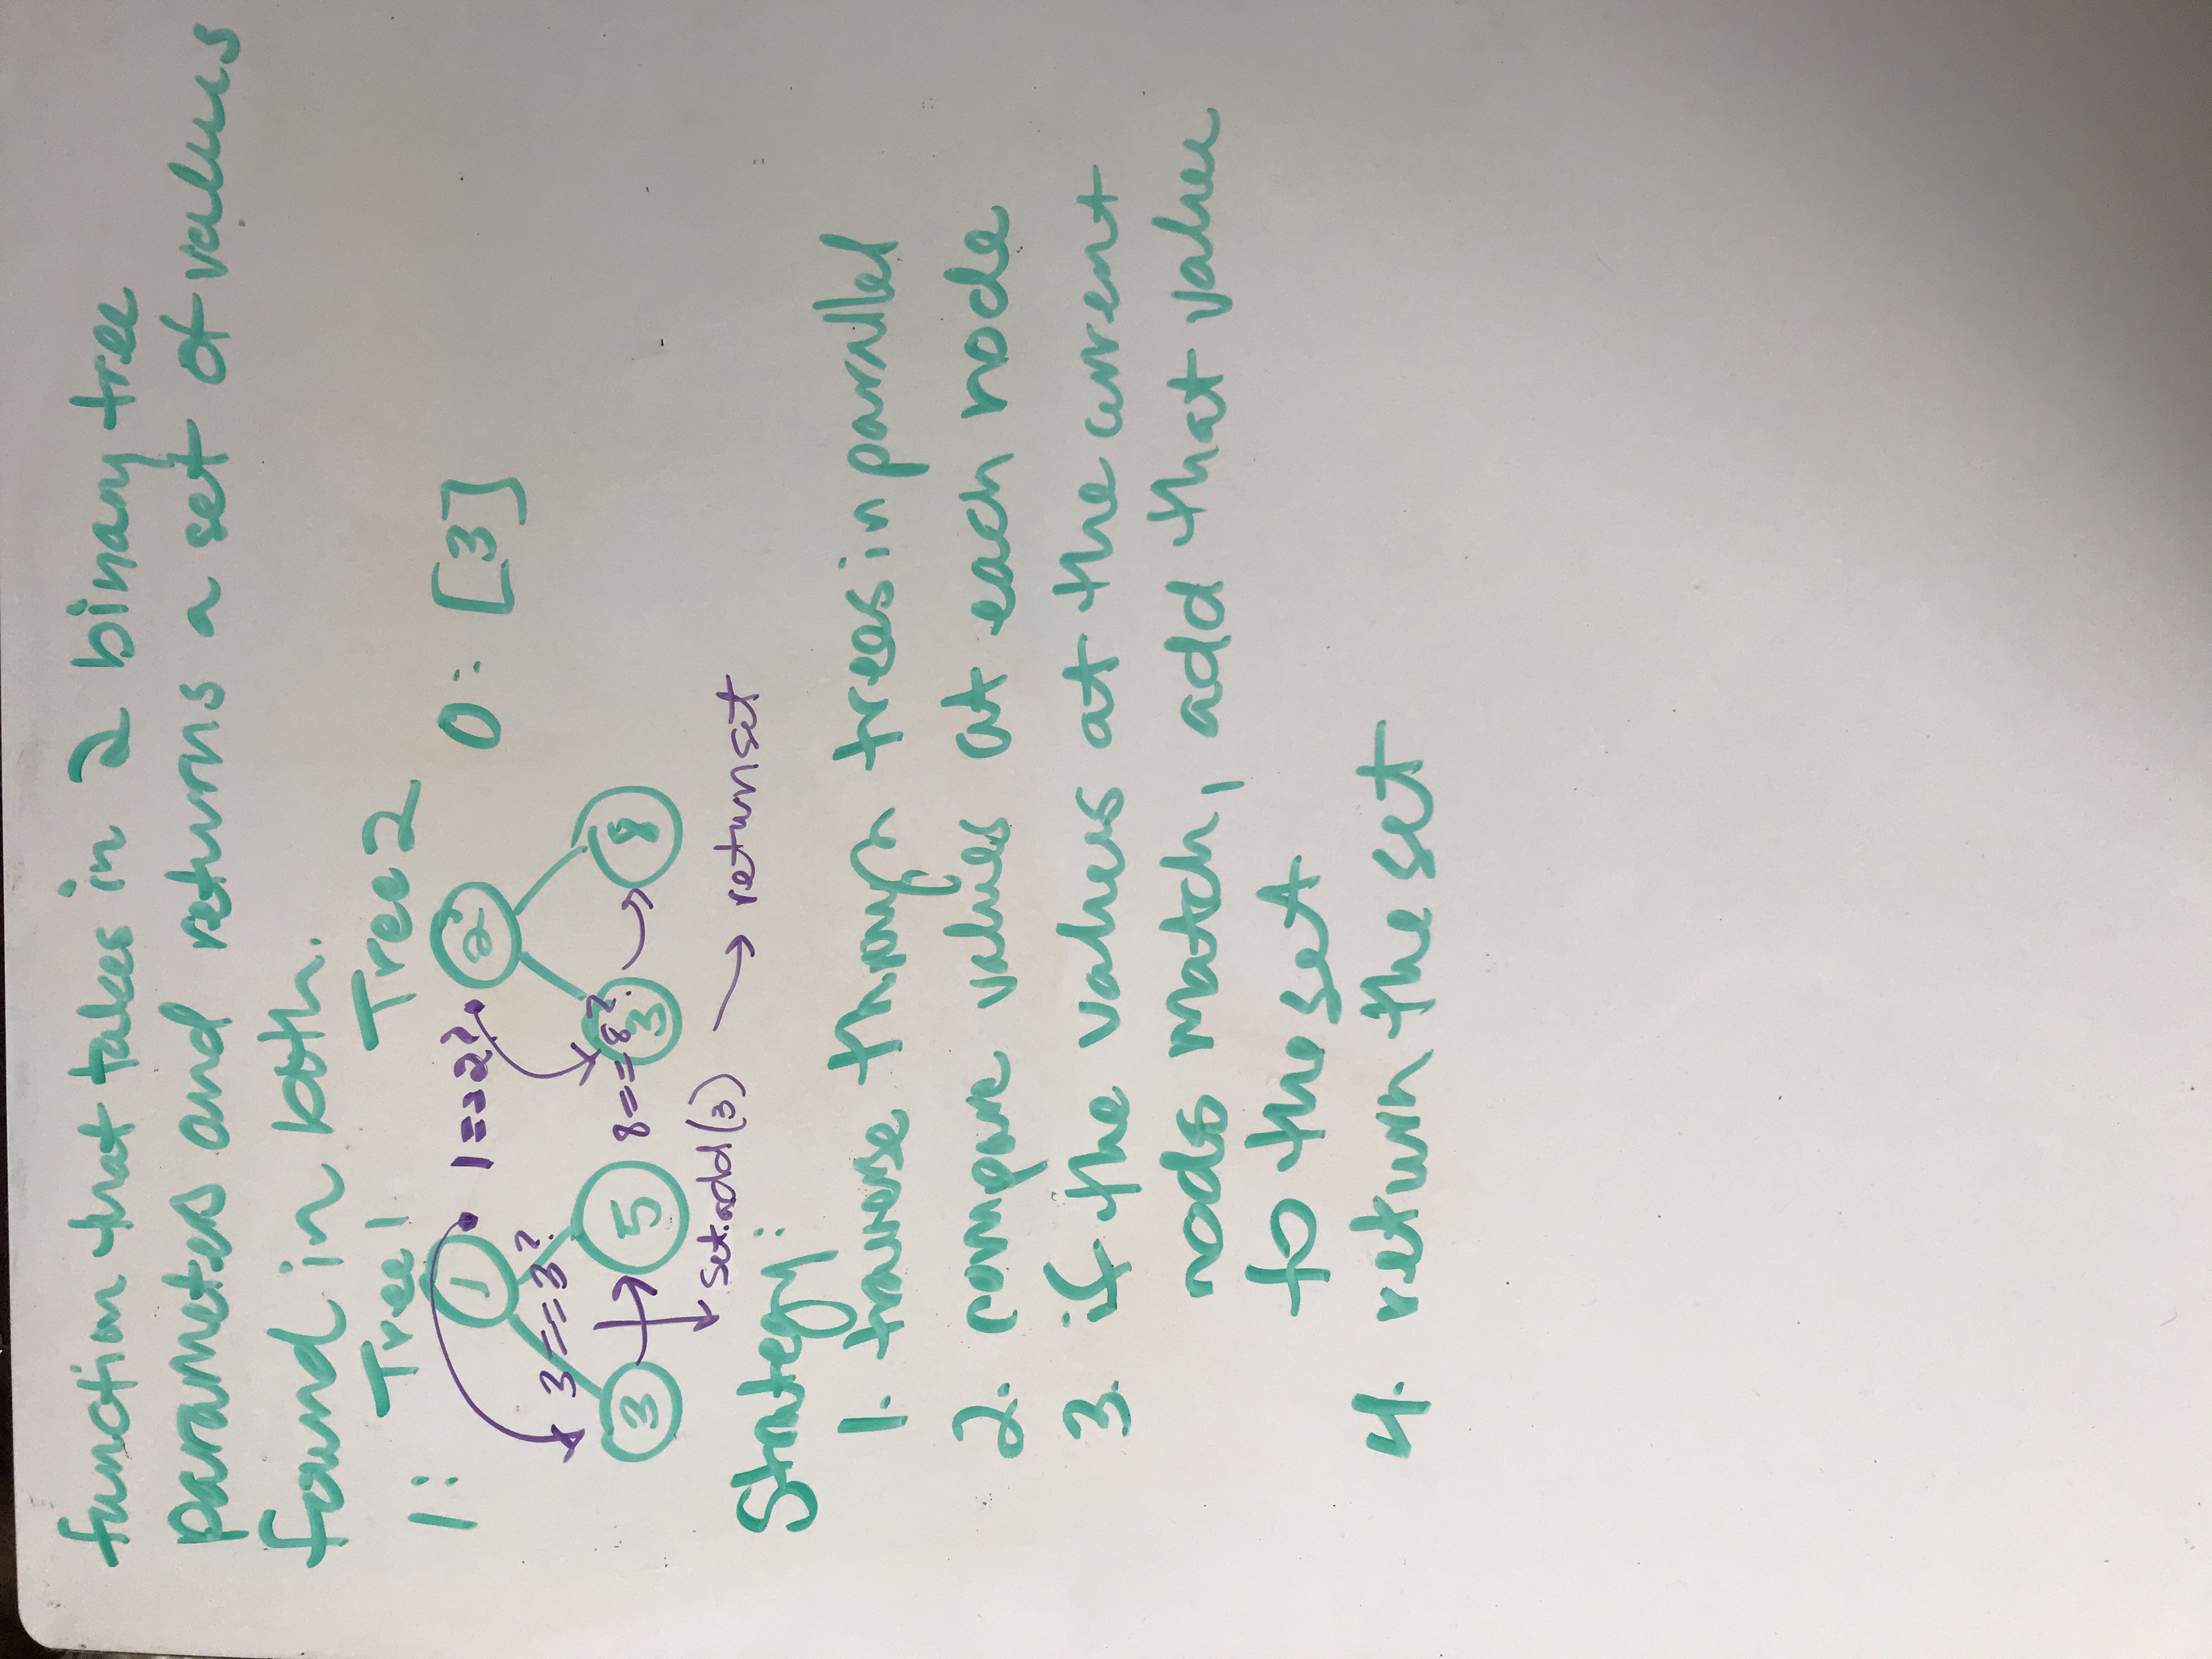 function that takes in 2 binary tree
parameters and returns a set of values
found in both.
Tree 1 Tree 2
1:
1 1==2? 2 0: [3]
3==3?
3 5 8==8? 3 8
set.add(3) return set
Strategy:
1. traverse through trees in parallel
2. compare values at each node
3. if the values at the current
nods match, add that value
to the set
4. return the set